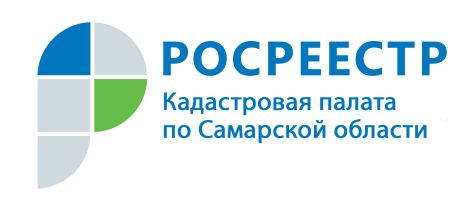 РОСРЕЕСТР
Кадастровая палата
по Самарской области